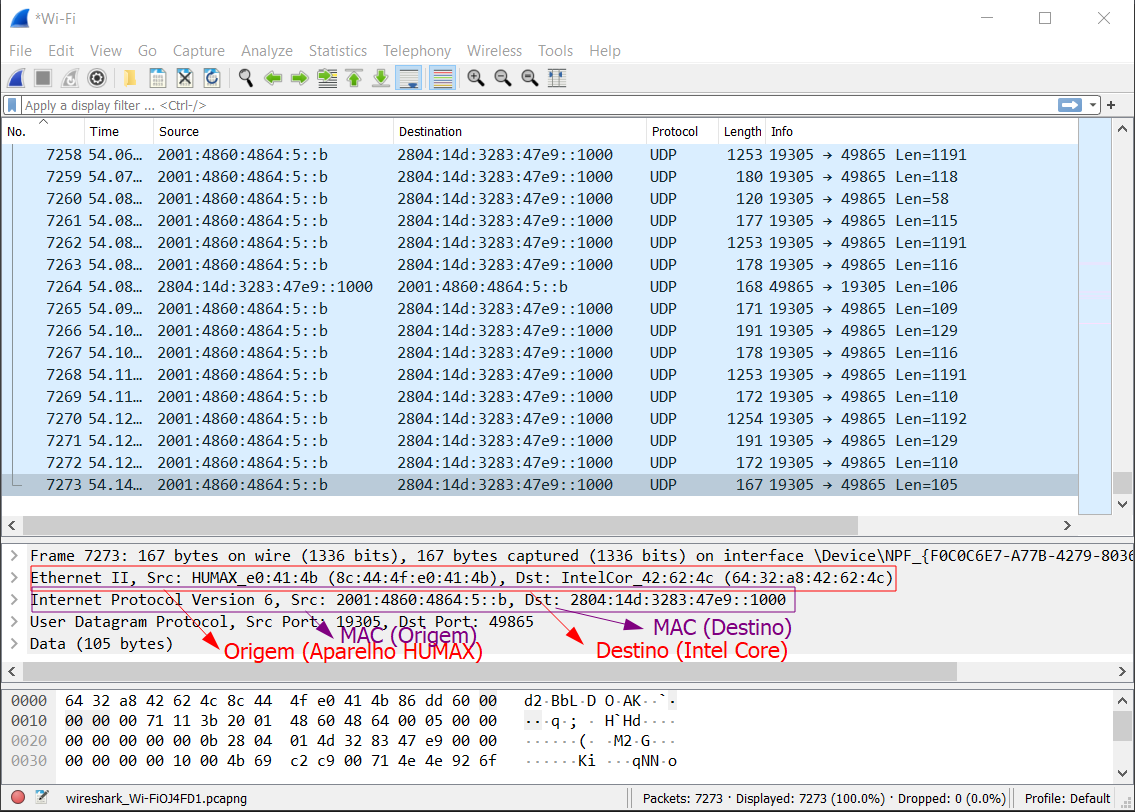 *Wi-Fi
File Edit View Go Capture Analyze Statistics Telephony Wireless Tools Help
Apply a display filter ... <Ctrl-/>
No. Time Source Destination Protocol Length Info
7258 54.06… 2001:4860:4864:5::b 2804:14d:3283:47e9::1000 UDP 1253 19305 → 49865 Len=1191
7259 54.07… 2001:4860:4864:5::b 2804:14d:3283:47e9::1000 UDP 180 19305 → 49865 Len=118
7260 54.08… 2001:4860:4864:5::b 2804:14d:3283:47e9::1000 UDP 120 19305 → 49865 Len=58
7261 54.08… 2001:4860:4864:5::b 2804:14d:3283:47e9::1000 UDP 177 19305 → 49865 Len=115
7262 54.08… 2001:4860:4864:5::b 2804:14d:3283:47e9::1000 UDP 1253 19305 → 49865 Len=1191
7263 54.08… 2001:4860:4864:5::b 2804:14d:3283:47e9::1000 UDP 178 19305 → 49865 Len=116
7264 54.08… 2804:14d:3283:47e9::1000 2001:4860:4864:5::b UDP 168 49865 → 19305 Len=106
7265 54.09… 2001:4860:4864:5::b 2804:14d:3283:47e9::1000 UDP 171 19305 → 49865 Len=109
7266 54.10… 2001:4860:4864:5::b 2804:14d:3283:47e9::1000 UDP 191 19305 → 49865 Len=129
7267 54.10… 2001:4860:4864:5::b 2804:14d:3283:47e9::1000 UDP 178 19305 → 49865 Len=116
7268 54.11… 2001:4860:4864:5::b 2804:14d:3283:47e9::1000 UDP 1253 19305 → 49865 Len=1191
7269 54.11… 2001:4860:4864:5::b 2804:14d:3283:47e9::1000 UDP 172 19305 → 49865 Len=110
7270 54.12… 2001:4860:4864:5::b 2804:14d:3283:47e9::1000 UDP 1254 19305 → 49865 Len=1192
7271 54.12… 2001:4860:4864:5::b 2804:14d:3283:47e9::1000 UDP 191 19305 → 49865 Len=129
7272 54.12… 2001:4860:4864:5::b 2804:14d:3283:47e9::1000 UDP 172 19305 → 49865 Len=110
7273 54.14… 2001:4860:4864:5::b 2804:14d:3283:47e9::1000 UDP 167 19305 → 49865 Len=105
Frame 7273: 167 bytes on wire (1336 bits), 167 bytes captured (1336 bits) on interface \Device\NPF_{F0C0C6E7-A77B-4279-8036
Ethernet II, Src: HUMAX_e0:41:4b (8c:44:4f:e0:41:4b), Dst: IntelCor_42:62:4c (64:32:a8:42:62:4c)
Internet Protocol Version 6, Src: 2001:4860:4864:5::b, Dst: 2804:14d:3283:47e9::1000
User Datagram Protocol, Src Port: 19305, Dst Port: 49865
MAC (Origem) MAC (Destino)
Data (105 bytes)
Origem (Aparelho HUMAX) Destino (Intel Core)
0000 64 32 a8 42 62 4c 8c 44 4f e0 41 4b 86 dd 60 00 d2·BbL·D O·AK··`·
0010 00 00 00 71 11 3b 20 01 48 60 48 64 00 05 00 00 ···q·; · H`Hd····
0020 00 00 00 00 00 0b 28 04 01 4d 32 83 47 e9 00 00 ······(· ·M2·G···
0030 00 00 00 00 10 00 4b 69 c2 c9 00 71 4e 4e 92 6f ······Ki ···qNN·o
wireshark_Wi-FiOJ4FD1.pcapng Packets: 7273 · Displayed: 7273 (100.0%) · Dropped: 0 (0.0%) Profile: Default